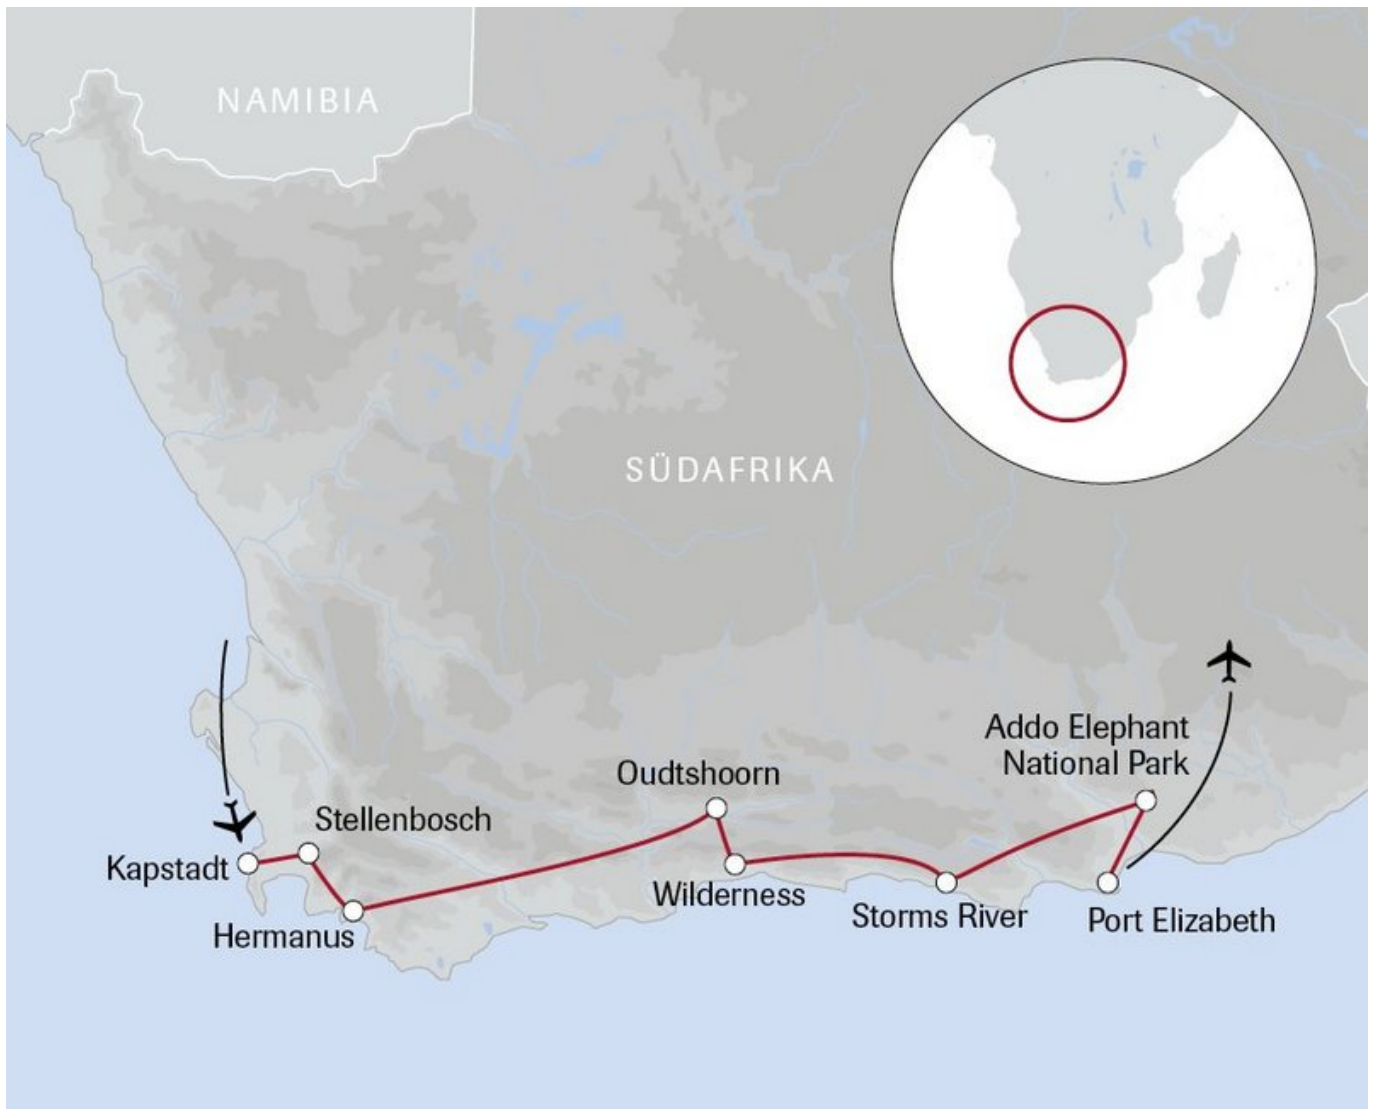 NAMIBIA
SÜDAFRIKA
Addo Elephant
National Park
Oudtshoorn
Stellenbosch
Kapstadt
Wilderness
Storms River
Port Elizabeth
Hermanus